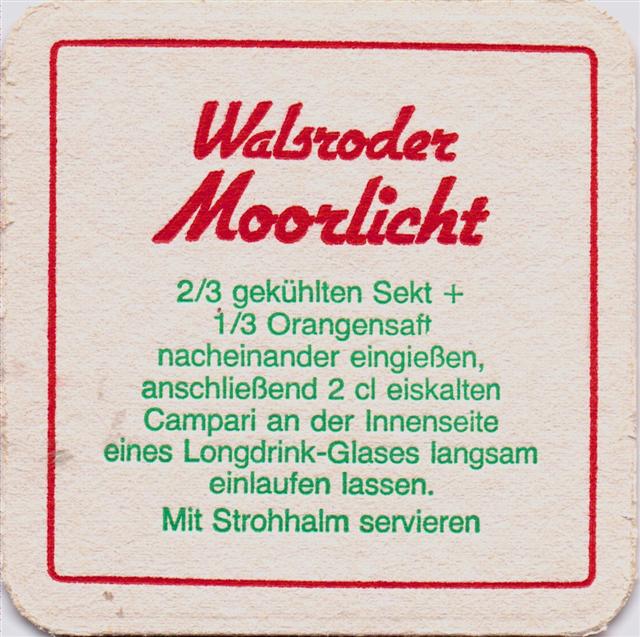 Walsroder
Moorlicht
2/3 gekühlten Sekt +
1/3 Orangensaft
nacheinander eingießen,
anschließend 2 cl eiskalten
Campari an der Innenseite
eines Longdrink-Glases langsam
einlaufen lassen.
Mit Strohhalm servieren